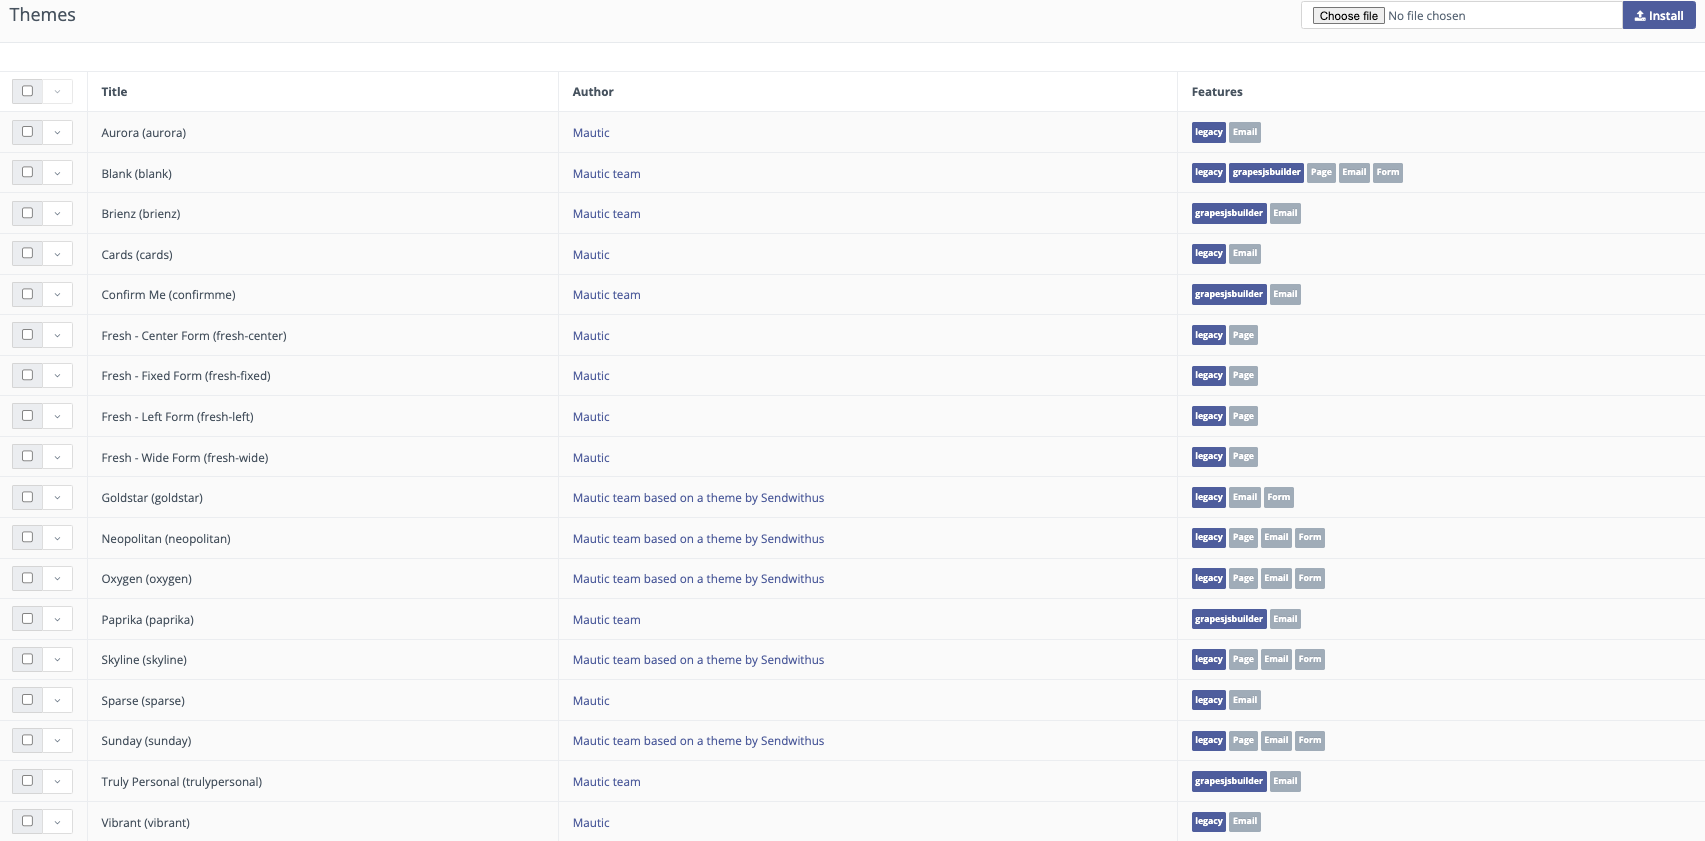 Themes
Choose file No file chosen Install
Title Author Features
Aurora (aurora) Mautic legacy Email
Blank (blank) Mautic team legacy grapesjsbuilder Page Email Form
Brienz (brienz) Mautic team grapesjsbuilder Email
Cards (cards) Mautic legacy Email
Confirm Me (confirmme) Mautic team grapesjsbuilder Email
Fresh - Center Form (fresh-center) Mautic legacy Page
Fresh - Fixed Form (fresh-fixed) Mautic legacy Page
Fresh - Left Form (fresh-left) Mautic legacy Page
Fresh - Wide Form (fresh-wide) Mautic legacy Page
Goldstar (goldstar) Mautic team based on a theme by Sendwithus legacy Email Form
Neopolitan (neopolitan) Mautic team based on a theme by Sendwithus legacy Page Email Form
Oxygen (oxygen) Mautic team based on a theme by Sendwithus legacy Page Email Form
Paprika (paprika) Mautic team grapesjsbuilder Email
Skyline (skyline) Mautic team based on a theme by Sendwithus legacy Page Email Form
Sparse (sparse) Mautic legacy Email
Sunday (sunday) Mautic team based on a theme by Sendwithus legacy Page Email Form
Truly Personal (trulypersonal) Mautic team grapesjsbuilder Email
Vibrant (vibrant) Mautic legacy Email